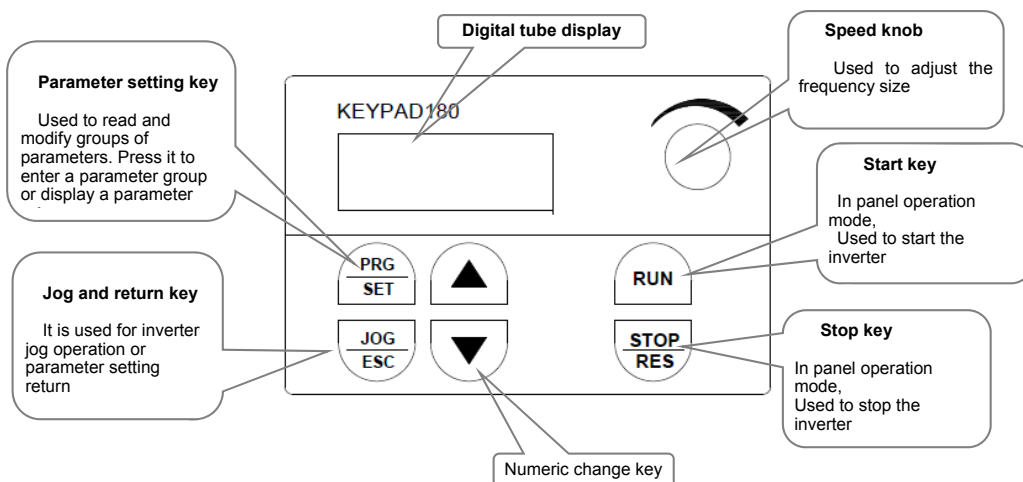 Digital tube display
Speed knob
Used to adjust the
frequency size
Parameter setting key
Used to read and
modify groups of
parameters. Press it to
enter a parameter group
or display a parameter
KEYPAD180
Start key
In panel operation
mode,
Used to start the
inverter
PRG
SET
RUN
Jog and return key
It is used for inverter
jog operation or
parameter setting
return
JOG
ESC
STOP
RES
Stop key
In panel operation
mode,
Used to stop the
inverter
Numeric change key